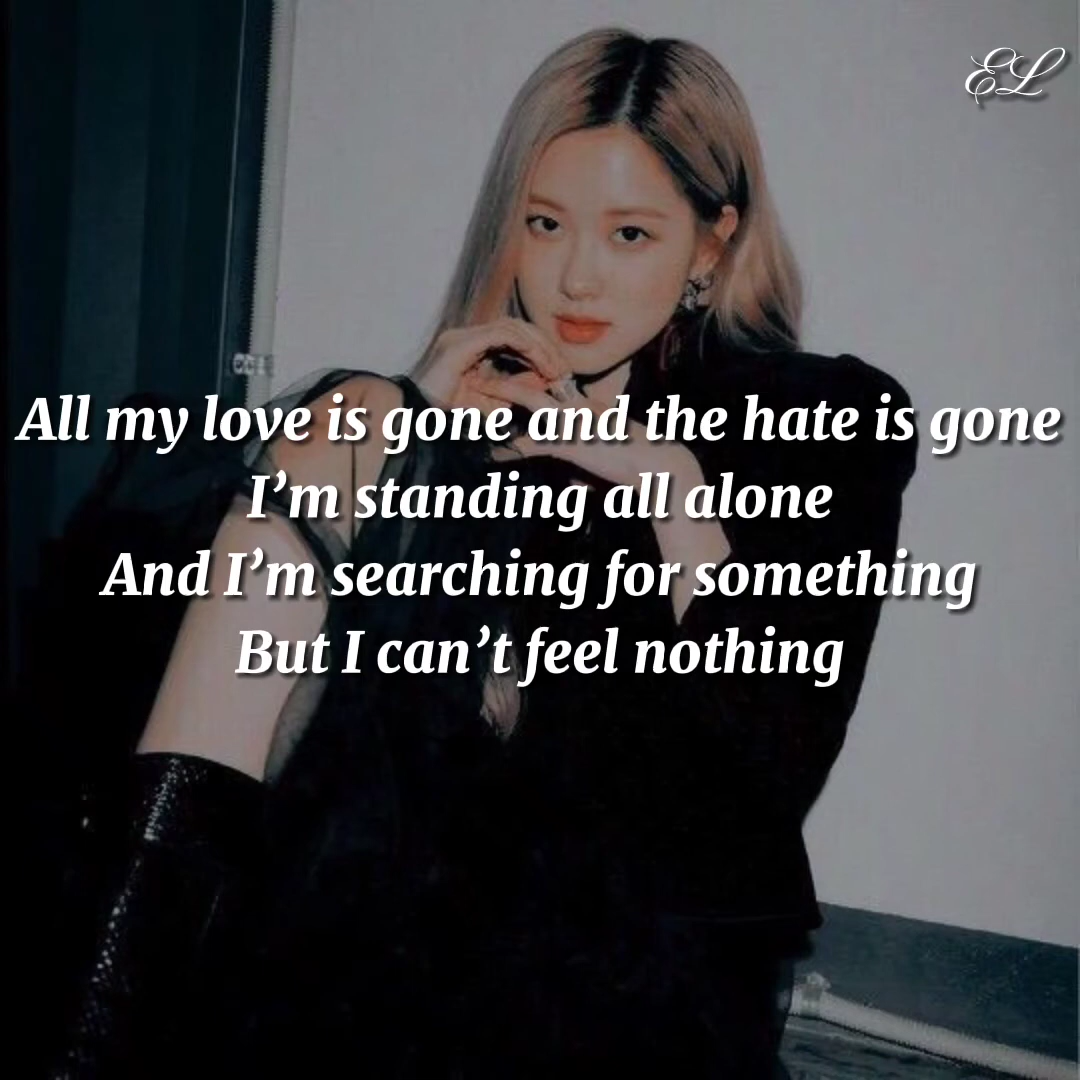 EL
All my love is gone and the hate is gone
I’m standing all alone
And I’m searching for something
But I can’t feel nothing